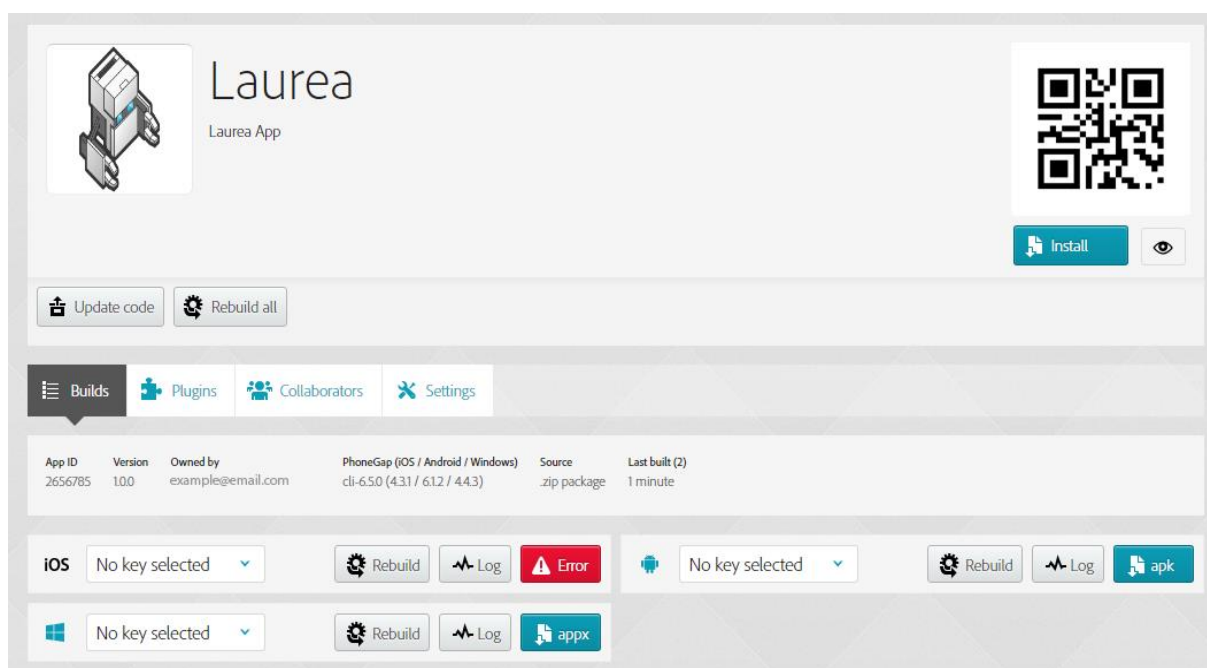 Laurea
Laurea App
Install
Update code
Rebuild all
Builds
Plugins
Collaborators
Settings
App ID
Version
Owned by
PhoneGap (iOS / Android / Windows)
Source
Last built (2)
2656785
1.0.0
example@email.com
cli-6.5.0 (4.3.1 / 6.1.2 / 4.4.3)
.zip package
1 minute
iOS
No key selected
Rebuild
Log
Error
No key selected
Rebuild
Log
apk
No key selected
Rebuild
Log
appx